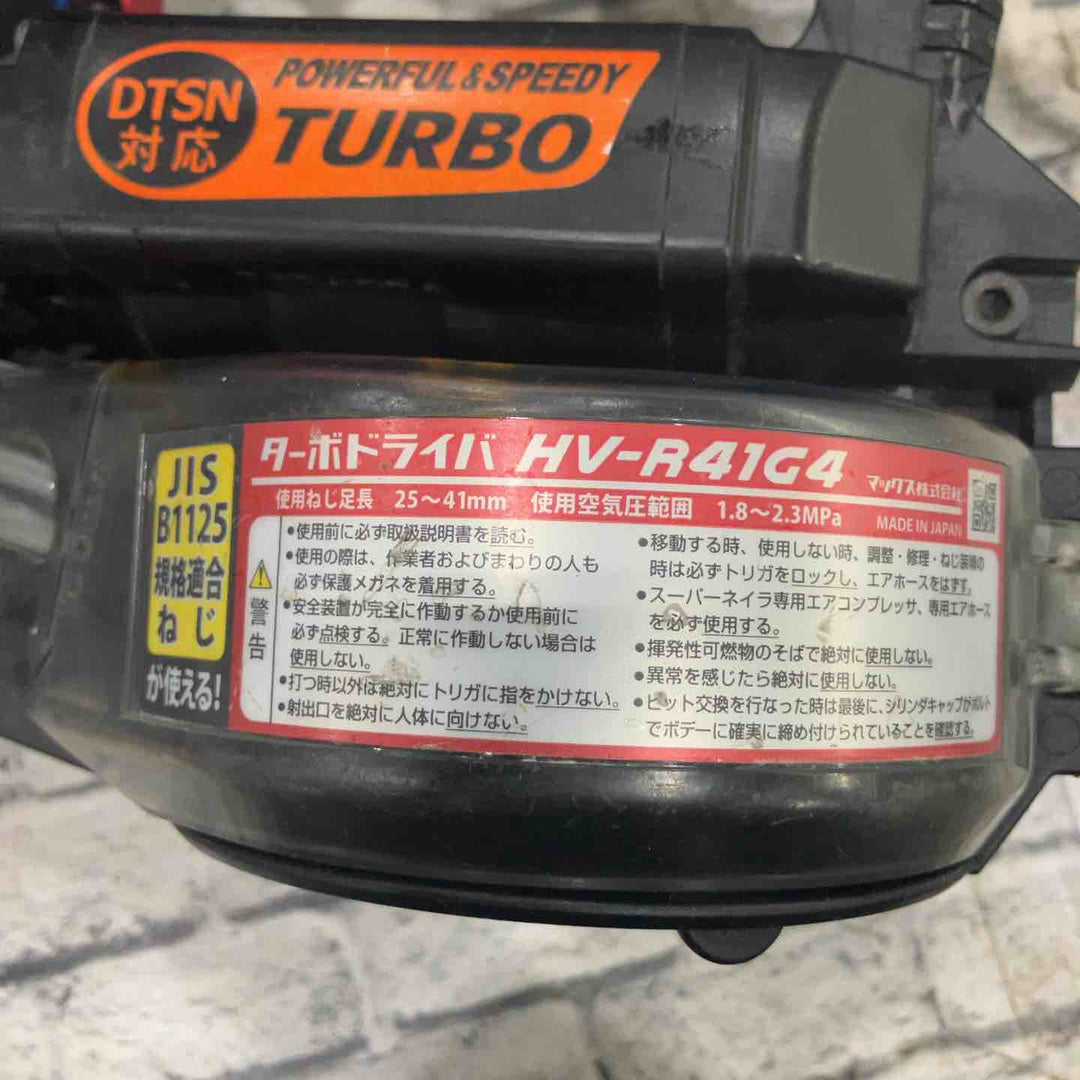 DTSN
対応
POWERFUL & SPEEDY
TURBO
JIS
B1125
規格適合
ねじ
が使える!
ターボドライバ HV-R41G4 マックス株式会社
使用ねじ足長 25～41mm 使用空気圧範囲 1.8～2.3MPa MADE IN JAPAN
警告
•使用前に必ず取扱説明書を読む。
•使用の際は、作業者およびまわりの人も
必ず保護メガネを着用する。
•安全装置が完全に作動するか使用前に
必ず点検する。正常に作動しない場合は
使用しない。
•打つ時以外は絶対にトリガに指をかけない。
•射出口を絶対に人体に向けない。
•移動する時、使用しない時、調整・修理・ねじ装填の
時は必ずトリガをロックし、エアホースをはずす。
•スーパーネイラ専用エアコンプレッサ、専用エアホース
を必ず使用する。
•揮発性可燃物のそばで絶対に使用しない。
•異常を感じたら絶対に使用しない。
•ビット交換を行なった時は最後に、シリンダキャップがボルト
でボデーに確実に締め付けられていることを確認する。